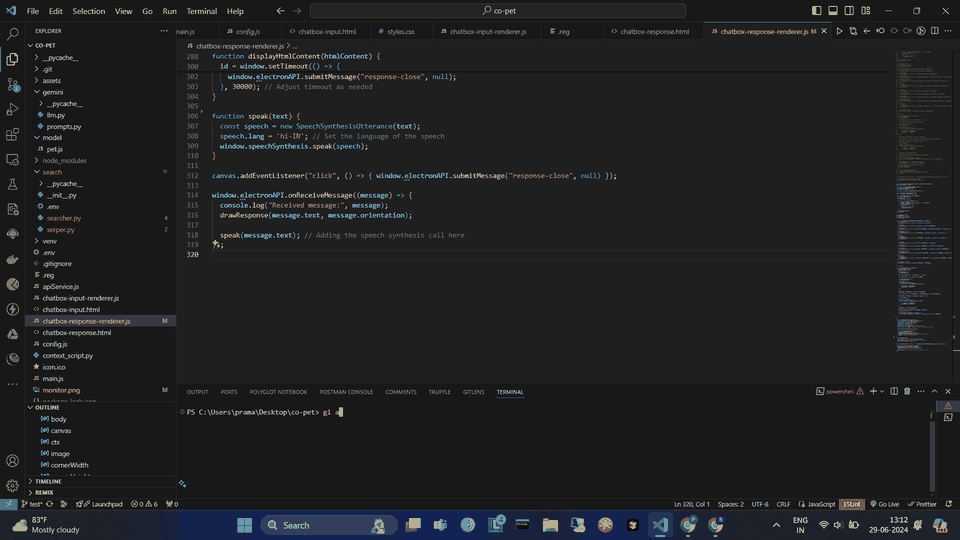 File Edit Selection View Go Run Terminal Help
co-pet
EXPLORER
main.js config.js chatbox-input.html styles.css chatbox-input-renderer.js .reg chatbox-response.html chatbox-response-renderer.js M
chatbox-response-renderer.js > ...
CO-PET
__pycache__
.git
assets
gemini
__pycache__
llm.py
prompts.py
model
pet.js
node_modules
search
__pycache__
__init__.py
.env
searcher.py 4
serper.py 2
venv
.env
.gitignore
.reg
apiService.js
chatbox-input-renderer.js
chatbox-input.html
chatbox-response-renderer.js M
chatbox-response.html
config.js
context_script.py
icon.ico
main.js
monitor.png M
OUTLINE
body
canvas
ctx
image
cornerWidth
TIMELINE
REMIX
288 function displayHtmlContent(htmlContent) {
300 id = window.setTimeout(() => {
302 window.electronAPI.submitMessage("response-close", null);
303 }, 30000); // Adjust timeout as needed
304 }
305
306 function speak(text) {
307 const speech = new SpeechSynthesisUtterance(text);
308 speech.lang = 'hi-IN'; // Set the language of the speech
309 window.speechSynthesis.speak(speech);
310 }
311
312 canvas.addEventListener("click", () => { window.electronAPI.submitMessage("response-close", null) });
313
314 window.electronAPI.onReceiveMessage((message) => {
315 console.log("Received message:", message);
316 drawResponse(message.text, message.orientation);
317
318 speak(message.text); // Adding the speech synthesis call here
319 ;
320
OUTPUT PORTS POLYGLOT NOTEBOOK POSTMAN CONSOLE COMMENTS TRUFFLE GITLENS TERMINAL
powershell
PS C:\Users\prama\Desktop\co-pet> gi a
test* Launchpad 0 6 0
Ln 320, Col 1 Spaces: 2 UTF-8 CRLF JavaScript ESLint Go Live Prettier
83°F
Mostly cloudy
Search
ENG
IN
13:12
29-06-2024